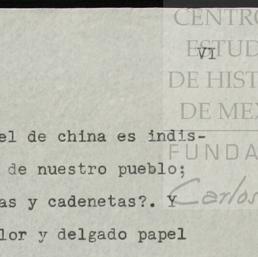 CENTRO
ESTUD
DE HIST
DE MEX
FUNDA
Carlos
VI
el de china es indis-
de nuestro pueblo;
as y cadenetas?. Y
lor y delgado papel